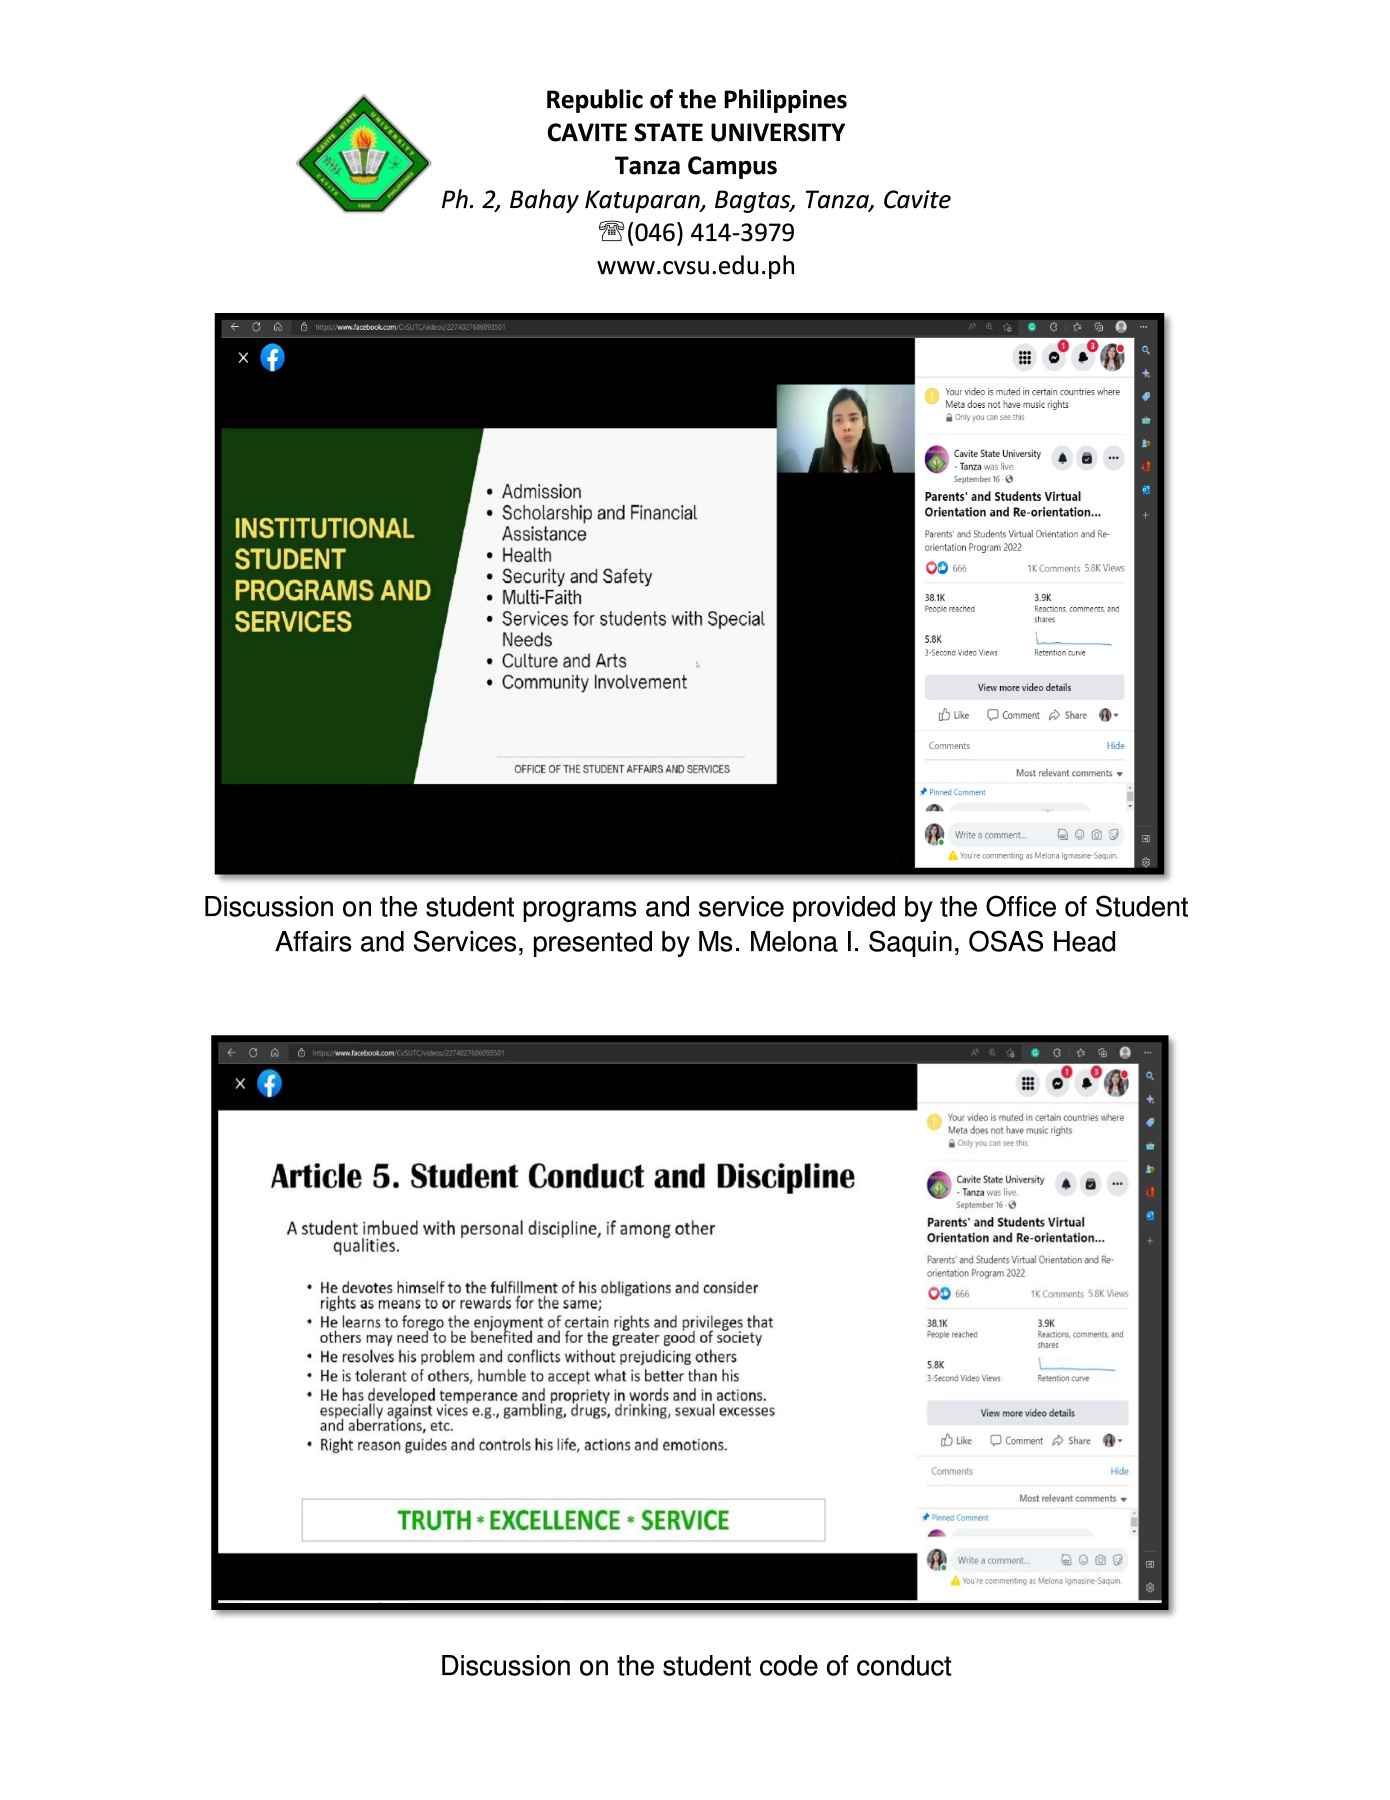 Republic of the Philippines
CAVITE STATE UNIVERSITY
Tanza Campus
Ph. 2, Bahay Katuparan, Bagtas, Tanza, Cavite
☏(046) 414-3979
www.cvsu.edu.ph
CAVITE STATE UNIVERSITY
CAVITE PHILIPPINES
1906
https://www.facebook.com/CvSUTC/videos/2274027686093501
INSTITUTIONAL
STUDENT
PROGRAMS AND
SERVICES
• Admission
• Scholarship and Financial
Assistance
• Health
• Security and Safety
• Multi-Faith
• Services for students with Special
Needs
• Culture and Arts
• Community Involvement
OFFICE OF THE STUDENT AFFAIRS AND SERVICES
1 3
Your video is muted in certain countries where
Meta does not have music rights
Only you can see this
Cavite State University
- Tanza was live.
September 16 ·
Parents' and Students Virtual
Orientation and Re-orientation...
Parents' and Students Virtual Orientation and Re-
orientation Program 2022
666 1K Comments 5.8K Views
38.1K 3.9K
People reached Reactions, comments, and
shares
5.8K
3-Second Video Views Retention curve
View more video details
Like Comment Share
Comments Hide
Most relevant comments
Pinned Comment
Write a comment...
You're commenting as Melona Igmasine-Saquin.
Discussion on the student programs and service provided by the Office of Student
Affairs and Services, presented by Ms. Melona I. Saquin, OSAS Head
https://www.facebook.com/CvSUTC/videos/2274027686093501
Article 5. Student Conduct and Discipline
A student imbued with personal discipline, if among other
qualities.
• He devotes himself to the fulfillment of his obligations and consider
rights as means to or rewards for the same;
• He learns to forego the enjoyment of certain rights and privileges that
others may need to be benefited and for the greater good of society
• He resolves his problem and conflicts without prejudicing others
• He is tolerant of others, humble to accept what is better than his
• He has developed temperance and propriety in words and in actions.
especially against vices e.g., gambling, drugs, drinking, sexual excesses
and aberrations, etc.
• Right reason guides and controls his life, actions and emotions.
TRUTH * EXCELLENCE * SERVICE
1 3
Your video is muted in certain countries where
Meta does not have music rights
Only you can see this
Cavite State University
- Tanza was live.
September 16 ·
Parents' and Students Virtual
Orientation and Re-orientation...
Parents' and Students Virtual Orientation and Re-
orientation Program 2022
666 1K Comments 5.8K Views
38.1K 3.9K
People reached Reactions, comments, and
shares
5.8K
3-Second Video Views Retention curve
View more video details
Like Comment Share
Comments Hide
Most relevant comments
Pinned Comment
Write a comment...
You're commenting as Melona Igmasine-Saquin.
Discussion on the student code of conduct